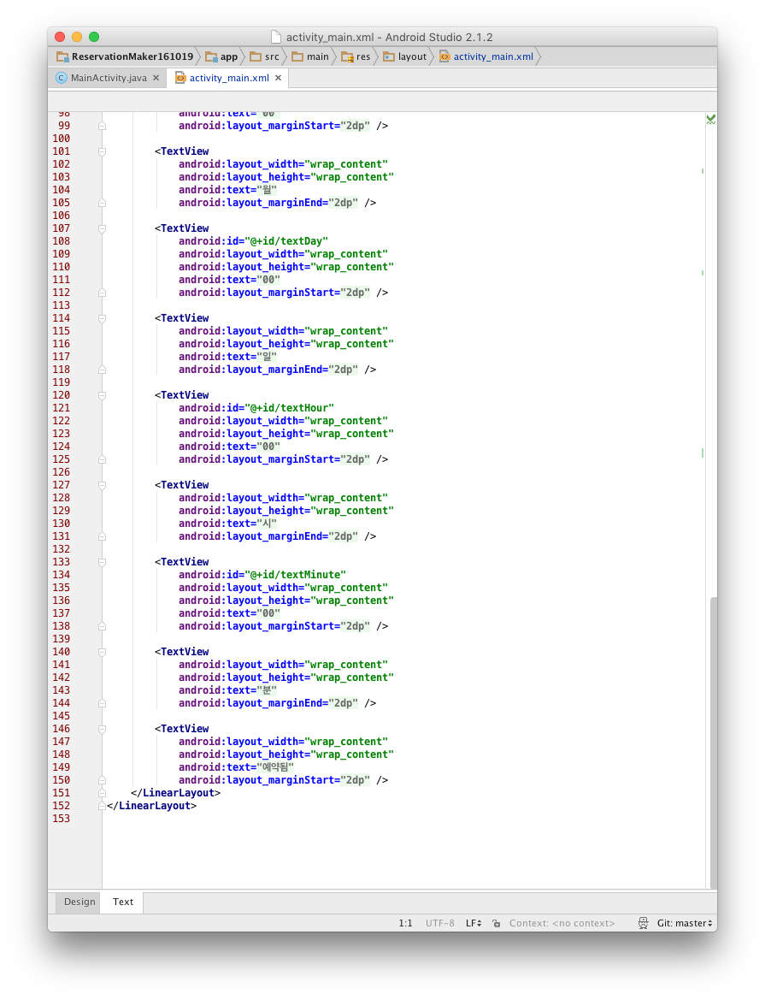 activity_main.xml - Android Studio 2.1.2
ReservationMaker161019 app src main res layout activity_main.xml
MainActivity.java × activity_main.xml ×
98 android:text="00"
99 android:layout_marginStart="2dp" />
100
101 <TextView
102 android:layout_width="wrap_content"
103 android:layout_height="wrap_content"
104 android:text="월"
105 android:layout_marginEnd="2dp" />
106
107 <TextView
108 android:id="@+id/textDay"
109 android:layout_width="wrap_content"
110 android:layout_height="wrap_content"
111 android:text="00"
112 android:layout_marginStart="2dp" />
113
114 <TextView
115 android:layout_width="wrap_content"
116 android:layout_height="wrap_content"
117 android:text="일"
118 android:layout_marginEnd="2dp" />
119
120 <TextView
121 android:id="@+id/textHour"
122 android:layout_width="wrap_content"
123 android:layout_height="wrap_content"
124 android:text="00"
125 android:layout_marginStart="2dp" />
126
127 <TextView
128 android:layout_width="wrap_content"
129 android:layout_height="wrap_content"
130 android:text="시"
131 android:layout_marginEnd="2dp" />
132
133 <TextView
134 android:id="@+id/textMinute"
135 android:layout_width="wrap_content"
136 android:layout_height="wrap_content"
137 android:text="00"
138 android:layout_marginStart="2dp" />
139
140 <TextView
141 android:layout_width="wrap_content"
142 android:layout_height="wrap_content"
143 android:text="분"
144 android:layout_marginEnd="2dp" />
145
146 <TextView
147 android:layout_width="wrap_content"
148 android:layout_height="wrap_content"
149 android:text="예약됨"
150 android:layout_marginStart="2dp" />
151 </LinearLayout>
152 </LinearLayout>
153
Design Text
1:1 UTF-8 LF Context: <no context> Git: master